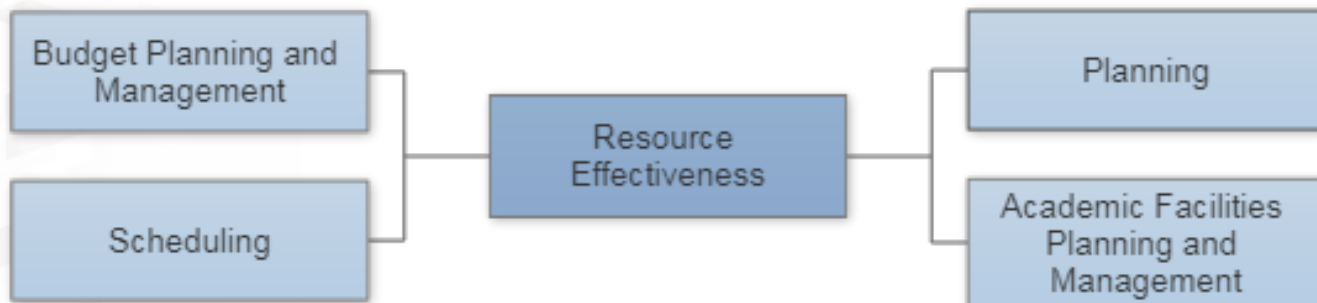 Budget Planning and
Management
Scheduling
Resource
Effectiveness
Planning
Academic Facilities
Planning and
Management